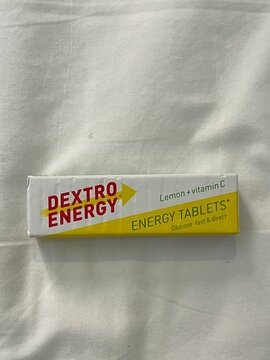 DEXTRO
ENERGY
Lemon + vitamin C
ENERGY TABLETS*
Glucose fast & direct